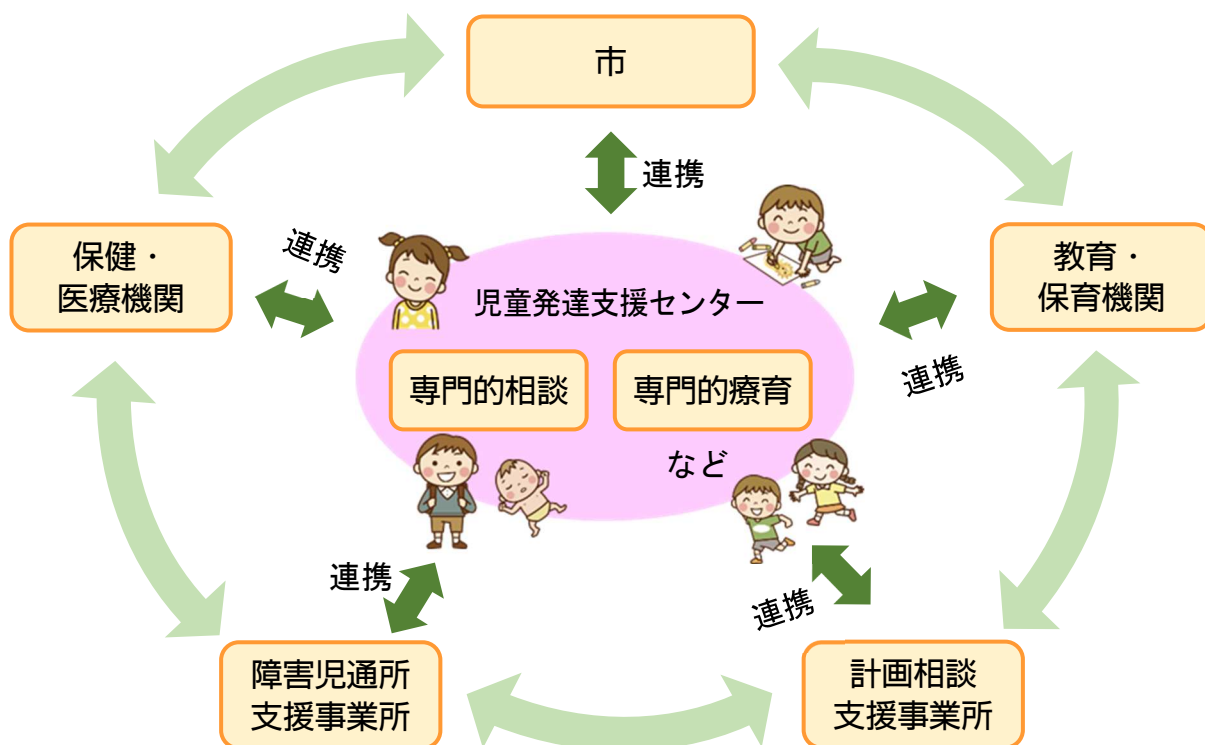 市
連携
保健・
医療機関
連携
教育・
保育機関
連携
児童発達支援センター
専門的相談
専門的療育
など
連携
連携
障害児通所
支援事業所
計画相談
支援事業所